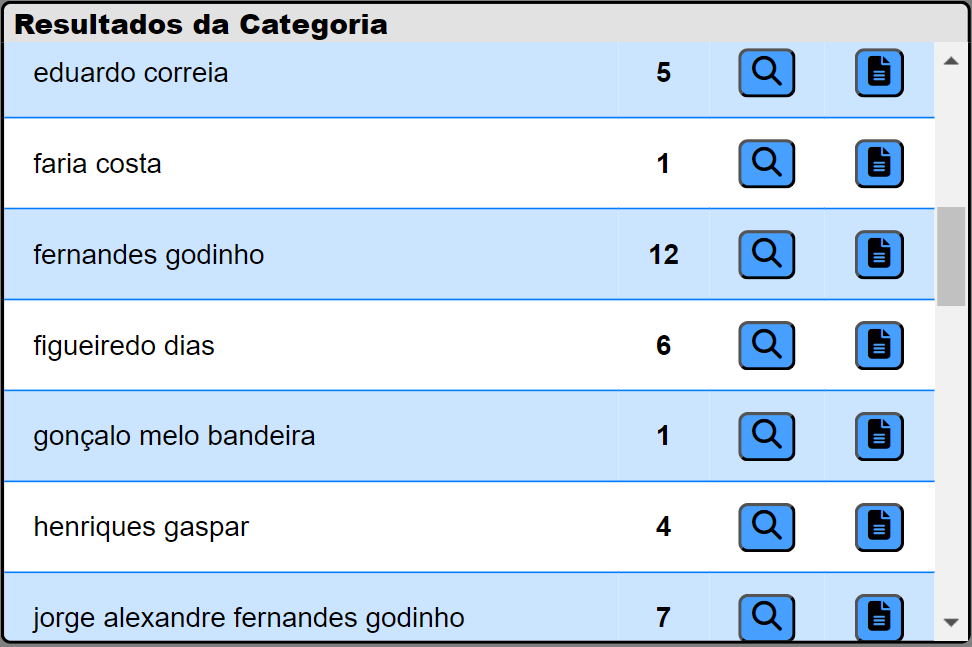 Resultados da Categoria
eduardo correia 5
faria costa 1
fernandes godinho 12
figueiredo dias 6
gonçalo melo bandeira 1
henriques gaspar 4
jorge alexandre fernandes godinho 7